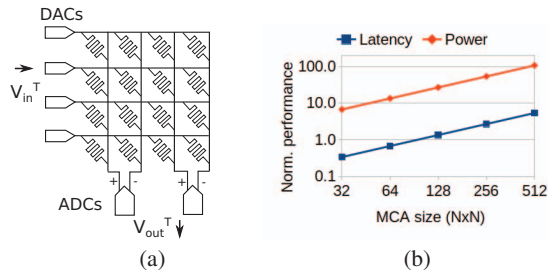 DACs
V_in^T
+ - + -
ADCs
V_out^T
(a)
Latency Power
Norm. performance
100.0
10.0
1.0
0.1
32 64 128 256 512
MCA size (NxN)
(b)